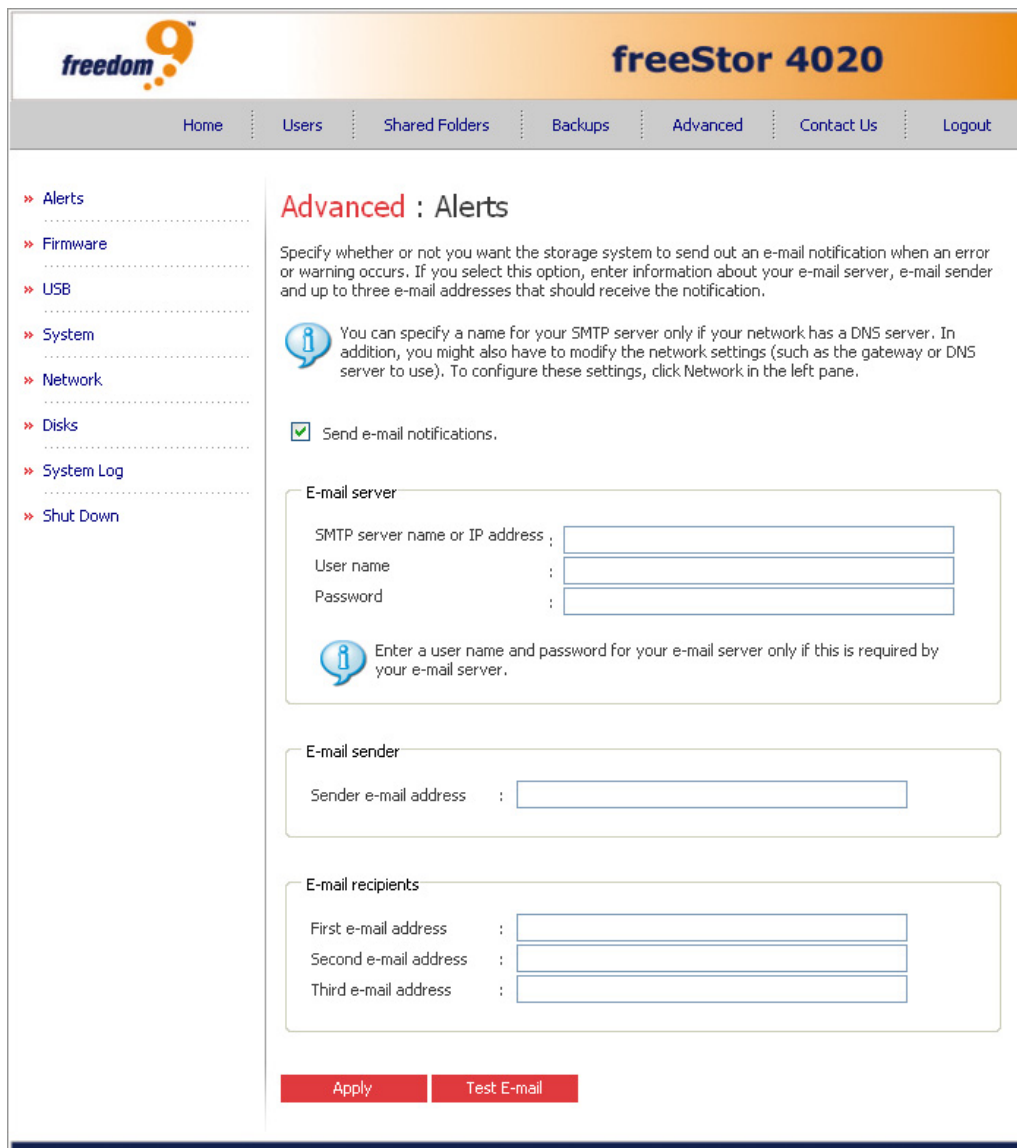 freedom9™
freeStor 4020
Home Users Shared Folders Backups Advanced Contact Us Logout
» Alerts
» Firmware
» USB
» System
» Network
» Disks
» System Log
» Shut Down
Advanced : Alerts
Specify whether or not you want the storage system to send out an e-mail notification when an error
or warning occurs. If you select this option, enter information about your e-mail server, e-mail sender
and up to three e-mail addresses that should receive the notification.
You can specify a name for your SMTP server only if your network has a DNS server. In
addition, you might also have to modify the network settings (such as the gateway or DNS
server to use). To configure these settings, click Network in the left pane.
Send e-mail notifications.
E-mail server
SMTP server name or IP address :
User name :
Password :
Enter a user name and password for your e-mail server only if this is required by
your e-mail server.
E-mail sender
Sender e-mail address :
E-mail recipients
First e-mail address :
Second e-mail address :
Third e-mail address :
Apply Test E-mail